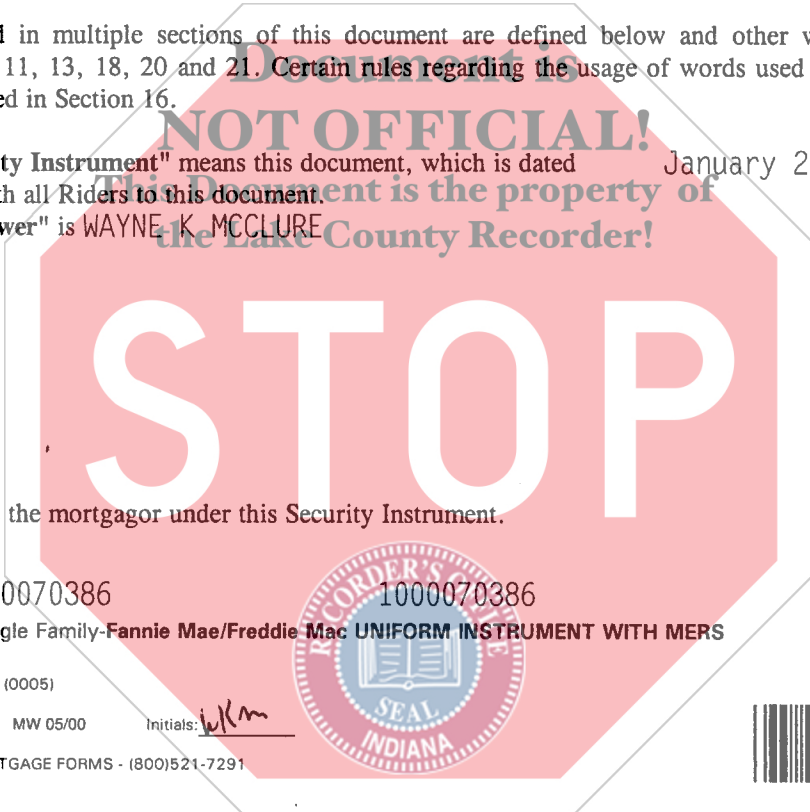 d in multiple sections of this document are defined below and other w
11, 13, 18, 20 and 21. Certain rules regarding the usage of words used
ed in Section 16.
Document is
NOT OFFICIAL!
This Document is the property of
the Lake County Recorder!
ty Instrument" means this document, which is dated January 2
th all Riders to this document.
wer" is WAYNE K MCCLURE
STOP
the mortgagor under this Security Instrument.
0070386 1000070386
gle Family-Fannie Mae/Freddie Mac UNIFORM INSTRUMENT WITH MERS
(0005)
MW 05/00 Initials: WKM
TGAGE FORMS - (800)521-7291
RECORDER'S OFFICE
SEAL
INDIANA